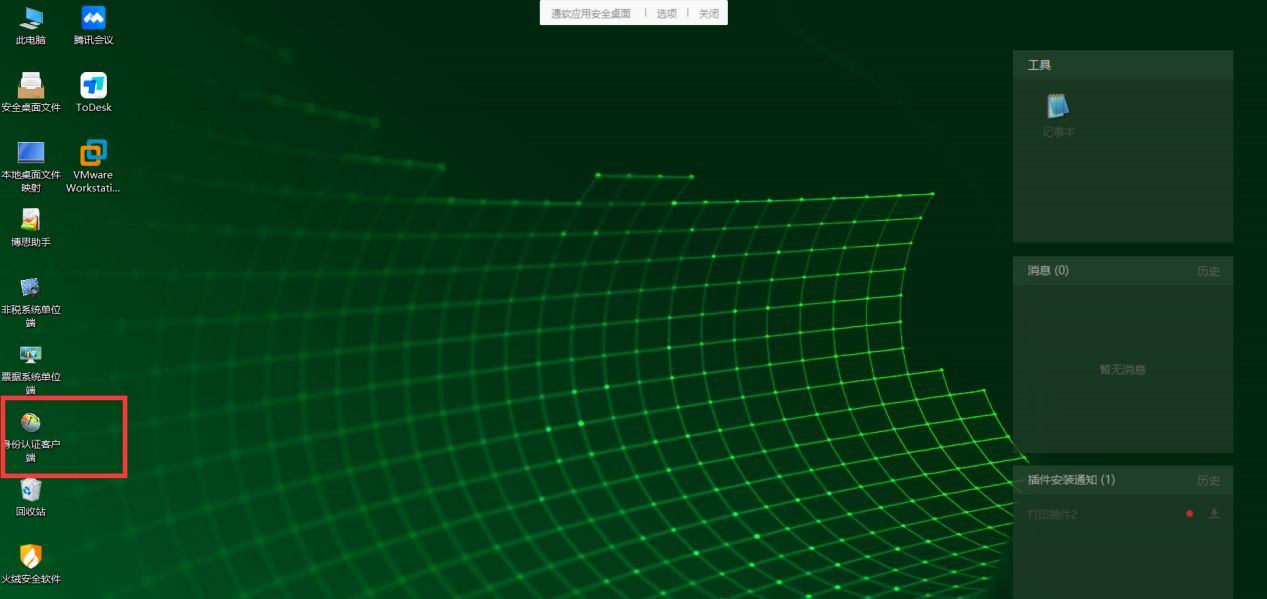 通软应用安全桌面 | 选项 | 关闭
此电脑
腾讯会议
安全桌面文件
ToDesk
本地桌面文件
映射
VMware
Workstati...
博思助手
非税系统单位
端
票据系统单位
端
身份认证客户
端
回收站
火绒安全软件
工具
记事本
消息 (0)
历史
暂无消息
插件安装通知 (1)
历史
打印插件2